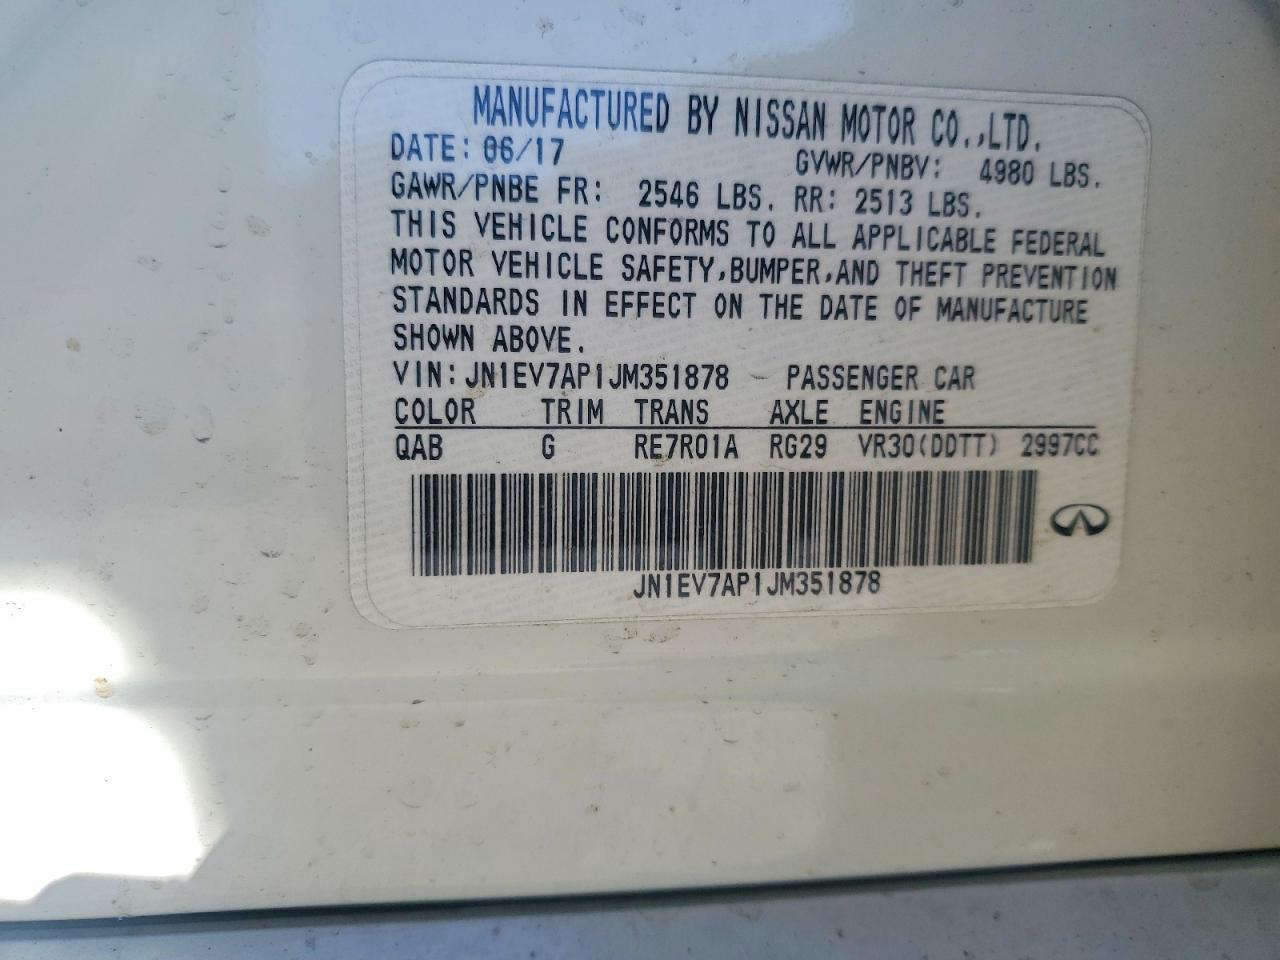 MANUFACTURED BY NISSAN MOTOR CO.,LTD.
DATE: 06/17 GVWR/PNBV: 4980 LBS.
GAWR/PNBE FR: 2546 LBS. RR: 2513 LBS.
THIS VEHICLE CONFORMS TO ALL APPLICABLE FEDERAL
MOTOR VEHICLE SAFETY,BUMPER,AND THEFT PREVENTION
STANDARDS IN EFFECT ON THE DATE OF MANUFACTURE
SHOWN ABOVE.
VIN: JN1EV7AP1JM351878 PASSENGER CAR
COLOR TRIM TRANS AXLE ENGINE
QAB G RE7R01A RG29 VR30(DDTT) 2997CC
JN1EV7AP1JM351878